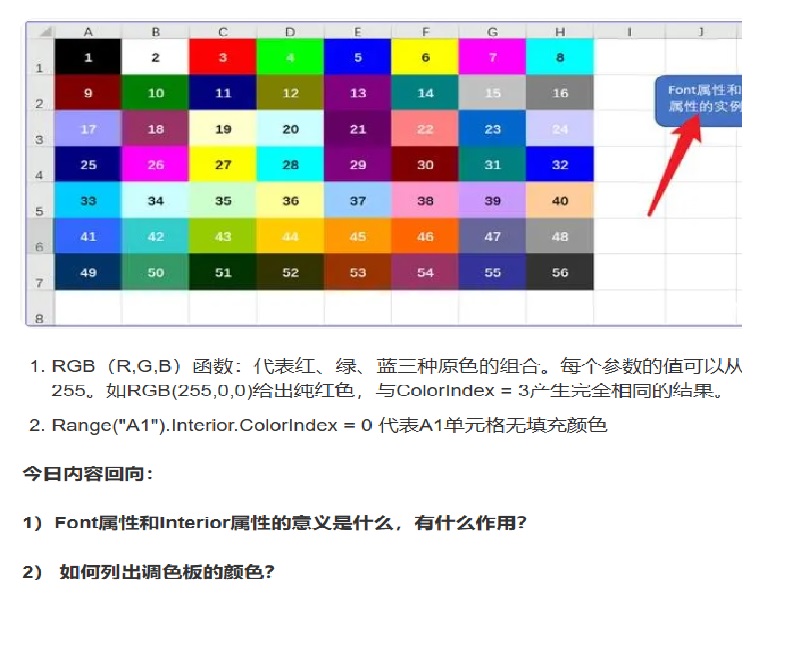 A B C D E F G H I J
1 1 2 3 4 5 6 7 8
2 9 10 11 12 13 14 15 16
Font属性和
属性的实例
3 17 18 19 20 21 22 23 24
4 25 26 27 28 29 30 31 32
5 33 34 35 36 37 38 39 40
6 41 42 43 44 45 46 47 48
7 49 50 51 52 53 54 55 56
8
1. RGB（R,G,B）函数：代表红、绿、蓝三种原色的组合。每个参数的值可以从
255。如RGB(255,0,0)给出纯红色，与ColorIndex = 3产生完全相同的结果。
2. Range("A1").Interior.ColorIndex = 0 代表A1单元格无填充颜色
今日内容回向：
1）Font属性和Interior属性的意义是什么，有什么作用？
2） 如何列出调色板的颜色？